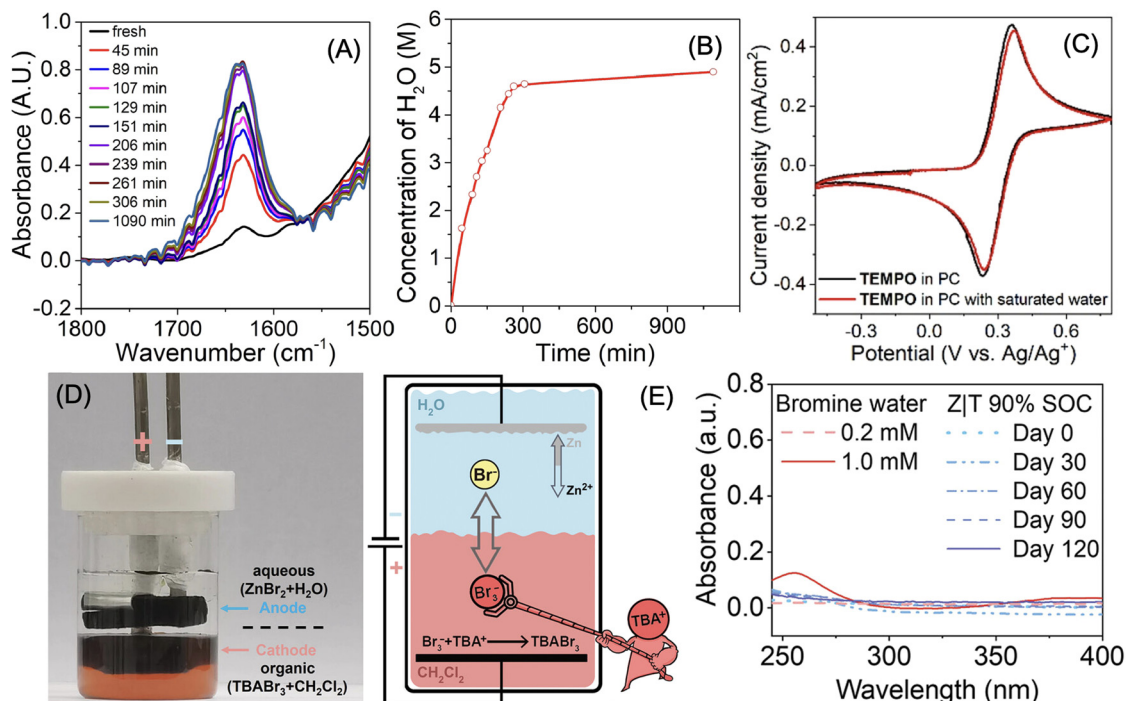 (A)
Absorbance (A.U.)
1.0
0.8
0.6
0.4
0.2
0.0
-0.2
fresh
45 min
89 min
107 min
129 min
151 min
206 min
239 min
261 min
306 min
1090 min
1800
1700
1600
1500
Wavenumber (cm⁻¹)
(B)
Concentration of H₂O (M)
6
5
4
3
2
1
0
0
300
600
900
Time (min)
(C)
Current density (mA/cm²)
0.4
0.2
0.0
-0.2
-0.4
TEMPO in PC
TEMPO in PC with saturated water
-0.3
0.0
0.3
0.6
Potential (V vs. Ag/Ag⁺)
(D)
+
−
aqueous
(ZnBr₂+H₂O)
Anode
Cathode
organic
(TBABr₃+CH₂Cl₂)
−
+
H₂O
Zn
Br⁻
Zn²⁺
Br₃⁻
TBA⁺
Br₃⁻+TBA⁺⟶TBABr₃
CH₂Cl₂
(E)
Absorbance (a.u.)
0.8
0.6
0.4
0.2
0.0
Bromine water
0.2 mM
1.0 mM
Z|T 90% SOC
Day 0
Day 30
Day 60
Day 90
Day 120
250
300
350
400
Wavelength (nm)